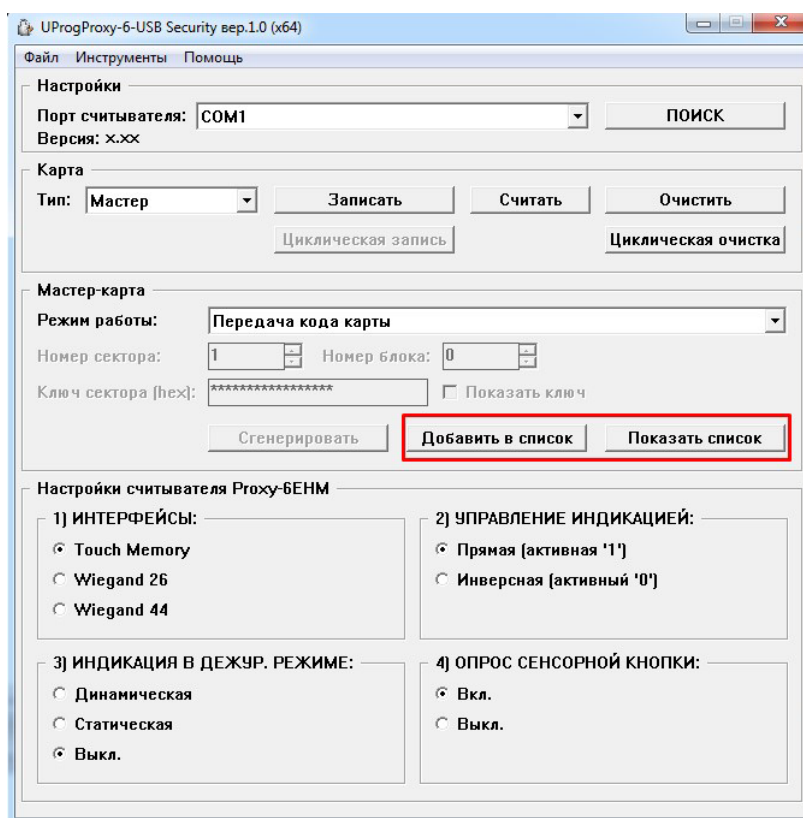 UProgProxy-6-USB Security вер.1.0 (x64)
Файл Инструменты Помощь
Настройки
Порт считывателя: COM1 ПОИСК
Версия: x.xx
Карта
Тип: Мастер Записать Считать Очистить
Циклическая запись Циклическая очистка
Мастер-карта
Режим работы: Передача кода карты
Номер сектора: 1 Номер блока: 0
Ключ сектора (hex): ***************** Показать ключ
Сгенерировать Добавить в список Показать список
Настройки считывателя Proxy-6EHM
1) ИНТЕРФЕЙСЫ: 2) УПРАВЛЕНИЕ ИНДИКАЦИЕЙ:
Touch Memory Прямая (активная '1')
Wiegand 26 Инверсная (активный '0')
Wiegand 44
3) ИНДИКАЦИЯ В ДЕЖУР. РЕЖИМЕ: 4) ОПРОС СЕНСОРНОЙ КНОПКИ:
Динамическая Вкл.
Статическая Выкл.
Выкл.